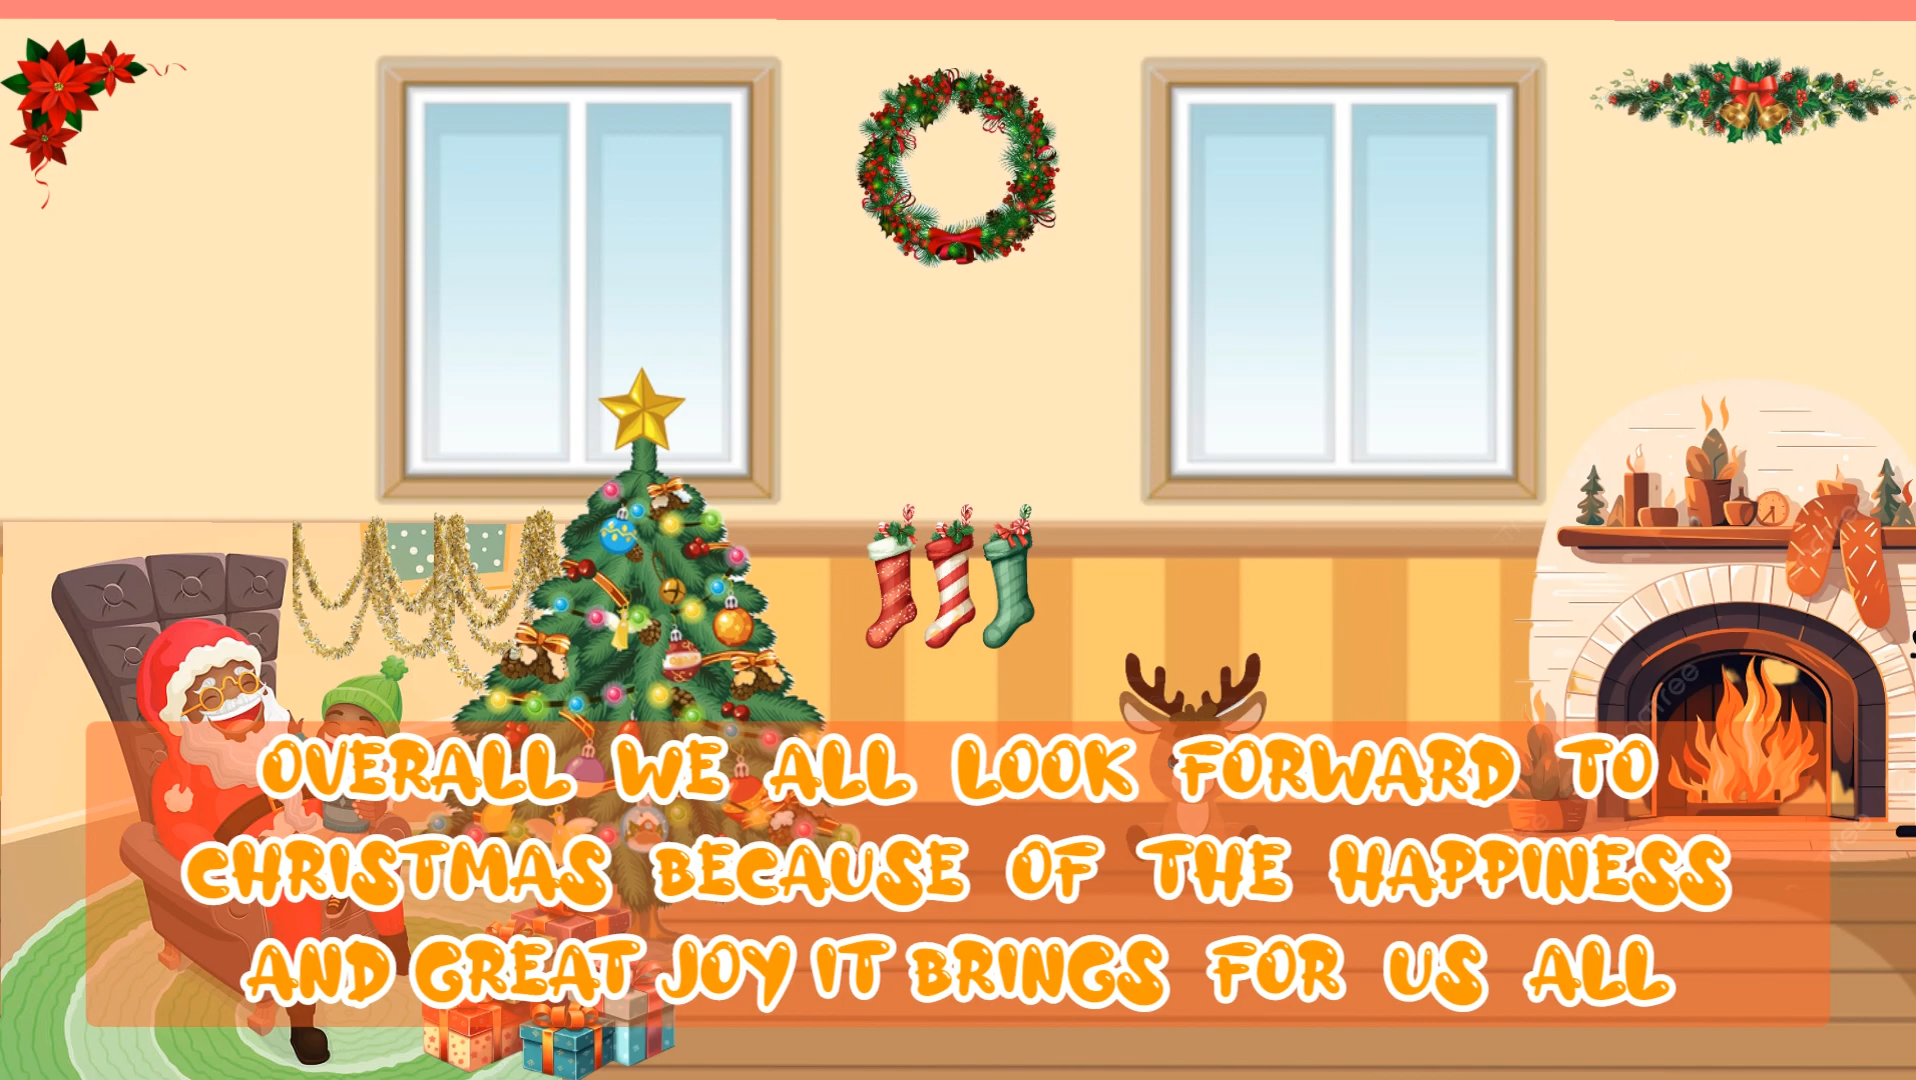 OVERALL WE ALL LOOK FORWARD TO
CHRISTMAS BECAUSE OF THE HAPPINESS
AND GREAT JOY IT BRINGS FOR US ALL